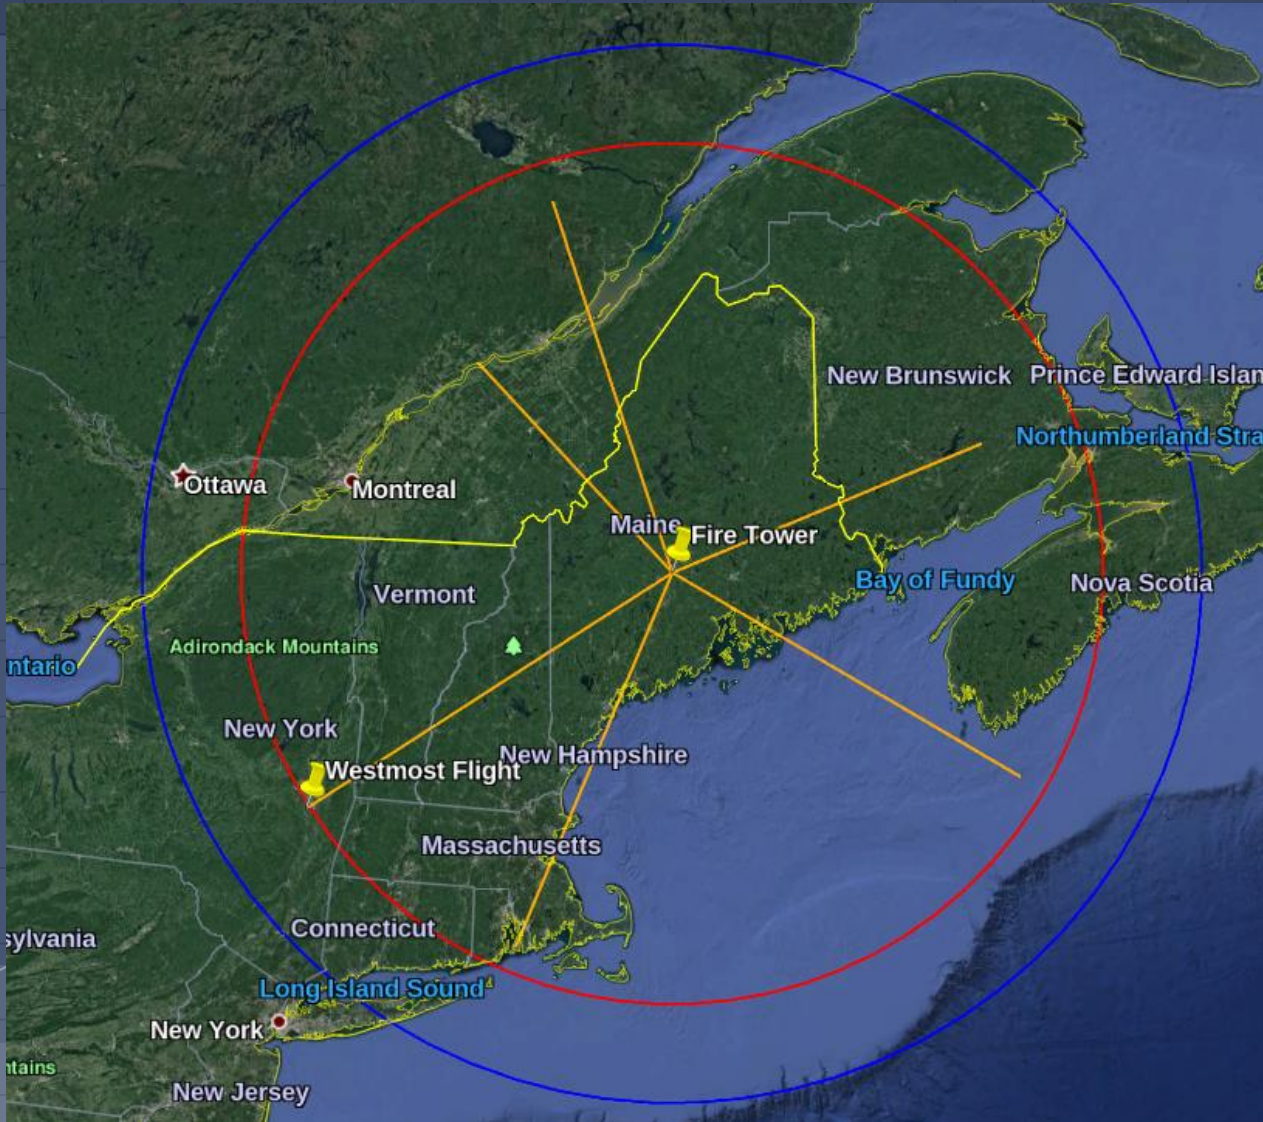 New Brunswick
Prince Edward Islan
Northumberland Stra
Ottawa
Montreal
Maine
Fire Tower
Bay of Fundy
Nova Scotia
Vermont
Adirondack Mountains
ntario
New York
New Hampshire
Westmost Flight
Massachusetts
Connecticut
sylvania
Long Island Sound
New York
ntains
New Jersey